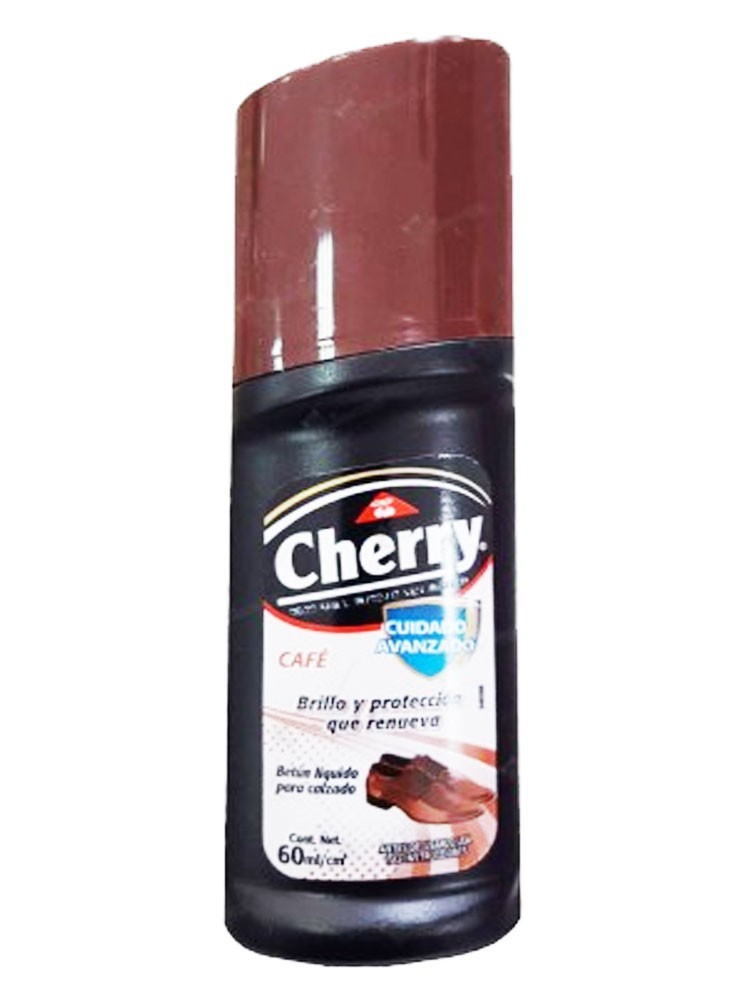 Cherry
CUIDADO
AVANZADO
CAFÉ
Brillo y protección
que renueva
Betún líquido
para calzado
Cont. Net.
60ml/cm³